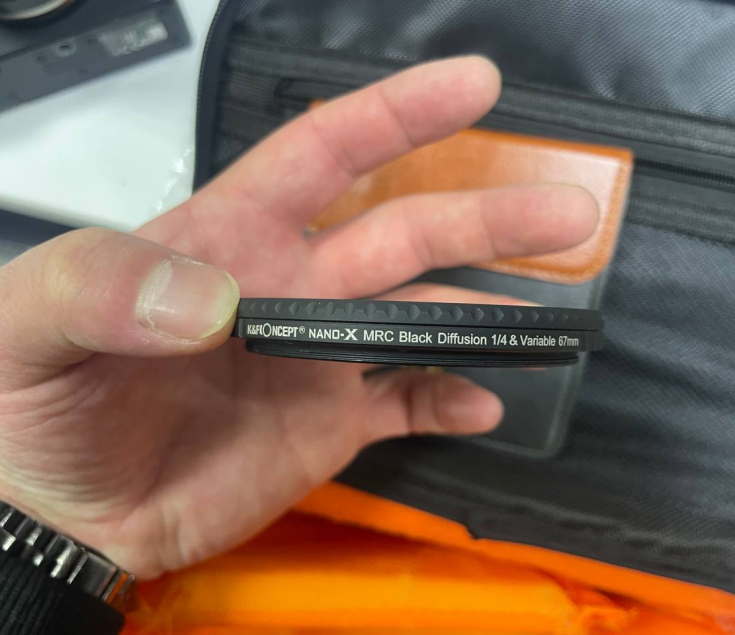 K&F CONCEPT® NANO-X MRC Black Diffusion 1/4 & Variable 67mm